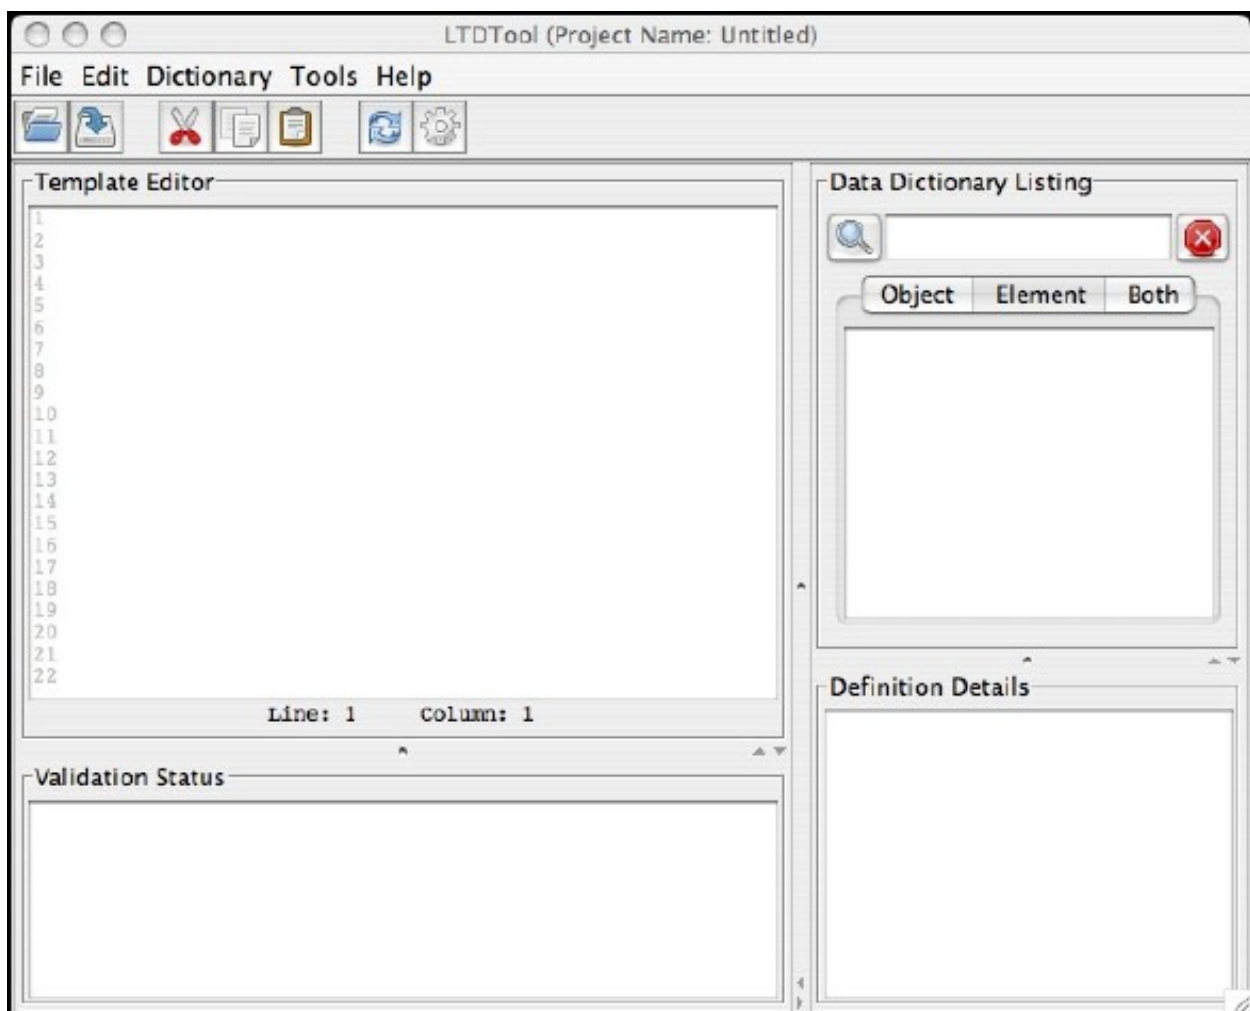 LTDTool (Project Name: Untitled)
File Edit Dictionary Tools Help
Template Editor
1
2
3
4
5
6
7
8
9
10
11
12
13
14
15
16
17
18
19
20
21
22
Line: 1 Column: 1
Validation Status
Data Dictionary Listing
Object Element Both
Definition Details